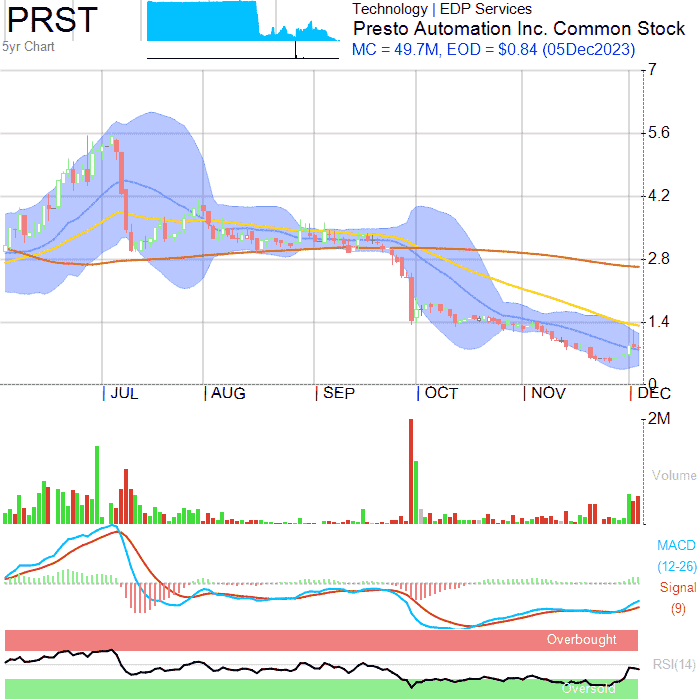 PRST
Technology | EDP Services
Presto Automation Inc. Common Stock
5yr Chart
MC = 49.7M, EOD = $0.84 (05Dec2023)
7
5.6
4.2
2.8
1.4
0
JUL AUG SEP OCT NOV DEC
2M
Volume
MACD
(12-26)
Signal
(9)
Overbought
RSI(14)
Oversold